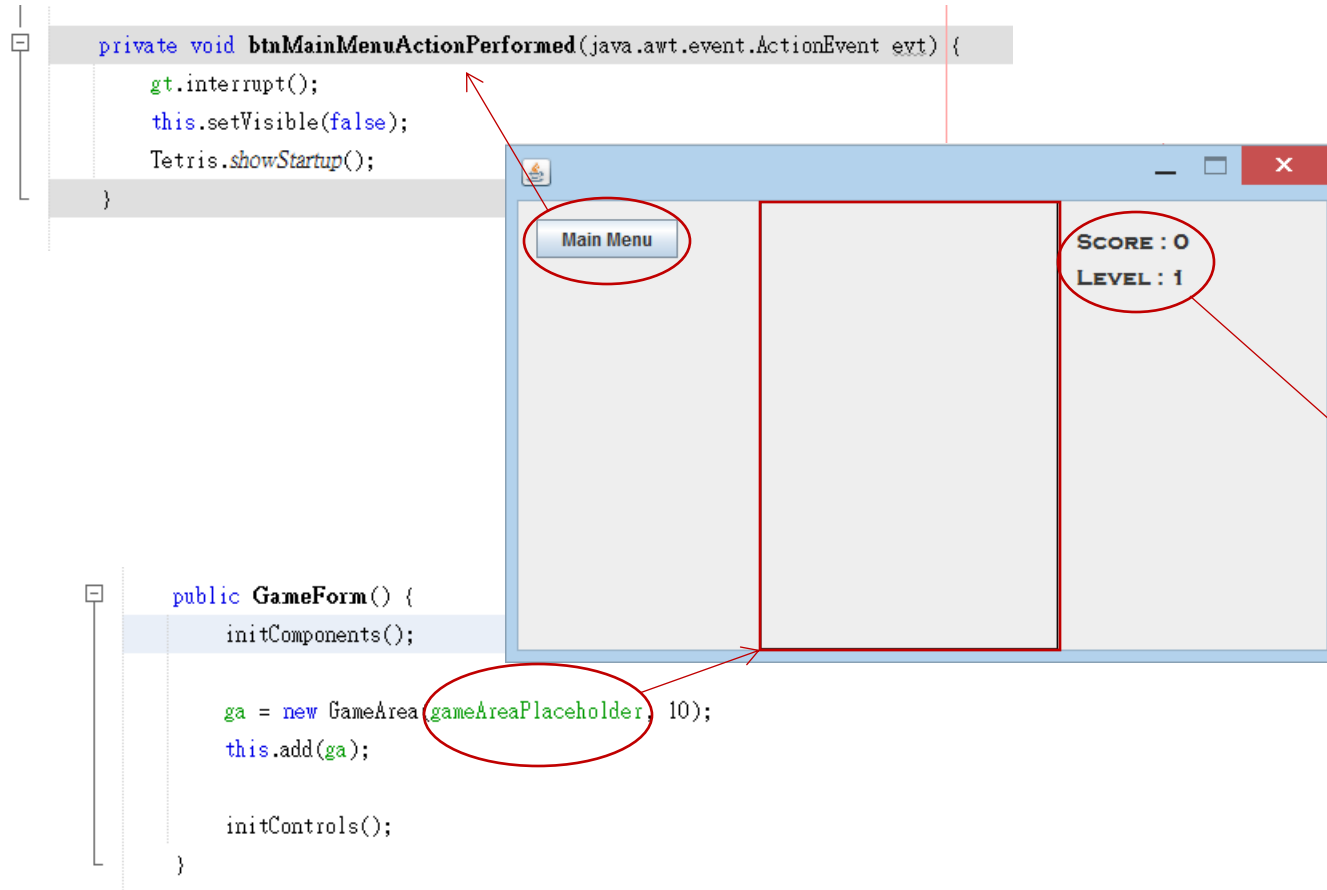 private void btnMainMenuActionPerformed(java.awt.event.ActionEvent evt) {
gt.interrupt();
this.setVisible(false);
Tetris.showStartup();
}
Main Menu
SCORE : 0
LEVEL : 1
public GameForm() {
initComponents();
ga = new GameArea(gameAreaPlaceholder, 10);
this.add(ga);
initControls();
}